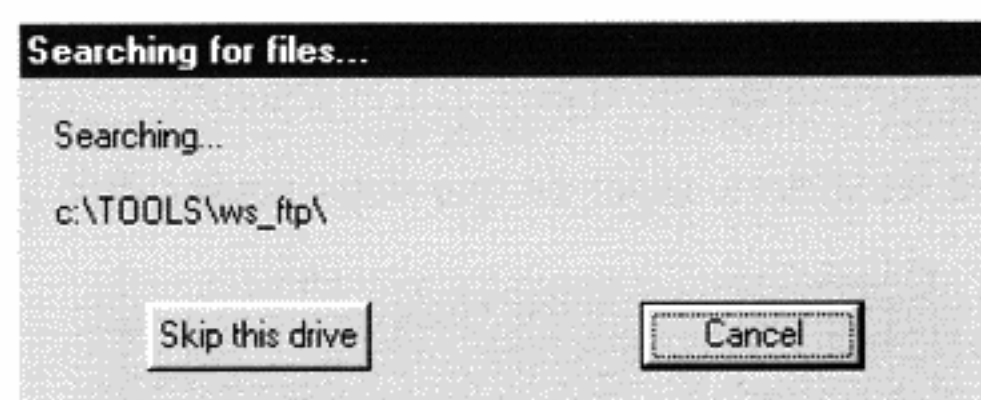 Searching for files...
Searching...
c:\TOOLS\ws_ftp\
Skip this drive
Cancel